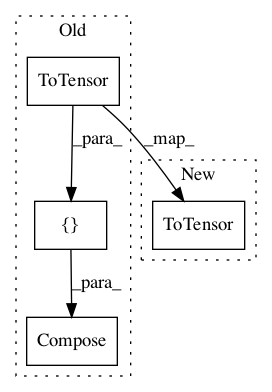 Old
ToTensor
_para_
_map_
New
{}
ToTensor
_para_
Compose